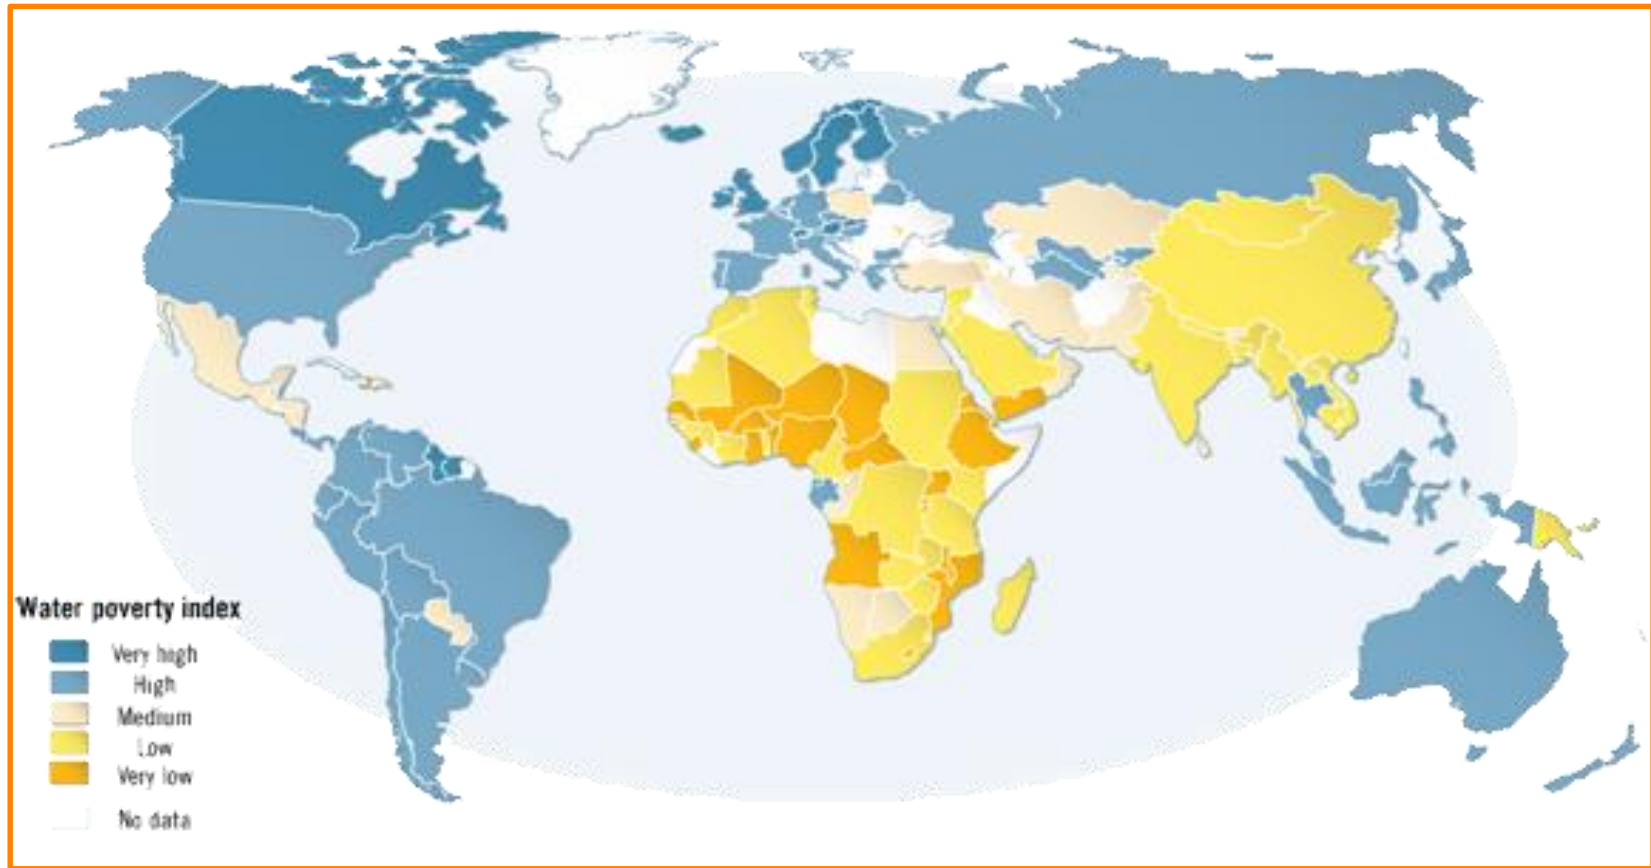 Water poverty index
Very high
High
Medium
Low
Very low
No data